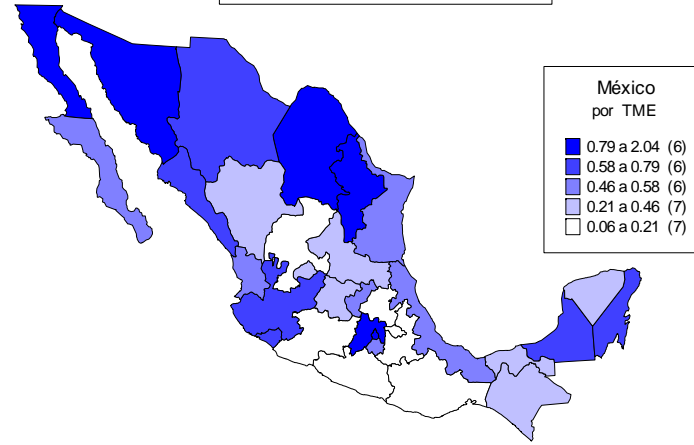 México
por TME
0.79 a 2.04 (6)
0.58 a 0.79 (6)
0.46 a 0.58 (6)
0.21 a 0.46 (7)
0.06 a 0.21 (7)